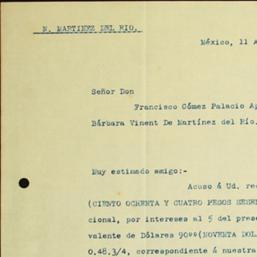 N. MARTINEZ DEL RIO.
México, 11 A
Señor Don
Francisco Gómez Palacio Ap
Bárbara Vinent De Martínez del Río.
Muy estimado amigo:-
Acuso á Ud. rec
(CIENTO OCHENTA Y CUATRO PESOS
cional, por intereses al 5 del prese
valente de Dólares 90°°(NOVENTA DOL
0.48.3/4, correspondiente á nuestra